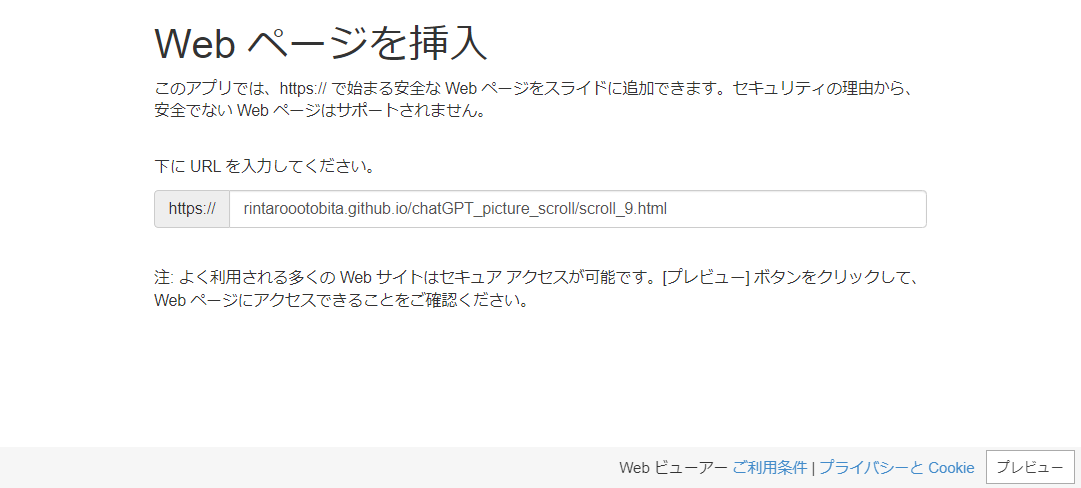 Web ページを挿入
このアプリでは、https:// で始まる安全な Web ページをスライドに追加できます。セキュリティの理由から、
安全でない Web ページはサポートされません。
下に URL を入力してください。
https:// rintaroootobita.github.io/chatGPT_picture_scroll/scroll_9.html
注: よく利用される多くの Web サイトはセキュア アクセスが可能です。[プレビュー] ボタンをクリックして、
Web ページにアクセスできることをご確認ください。
Web ビューアー ご利用条件 | プライバシーと Cookie プレビュー